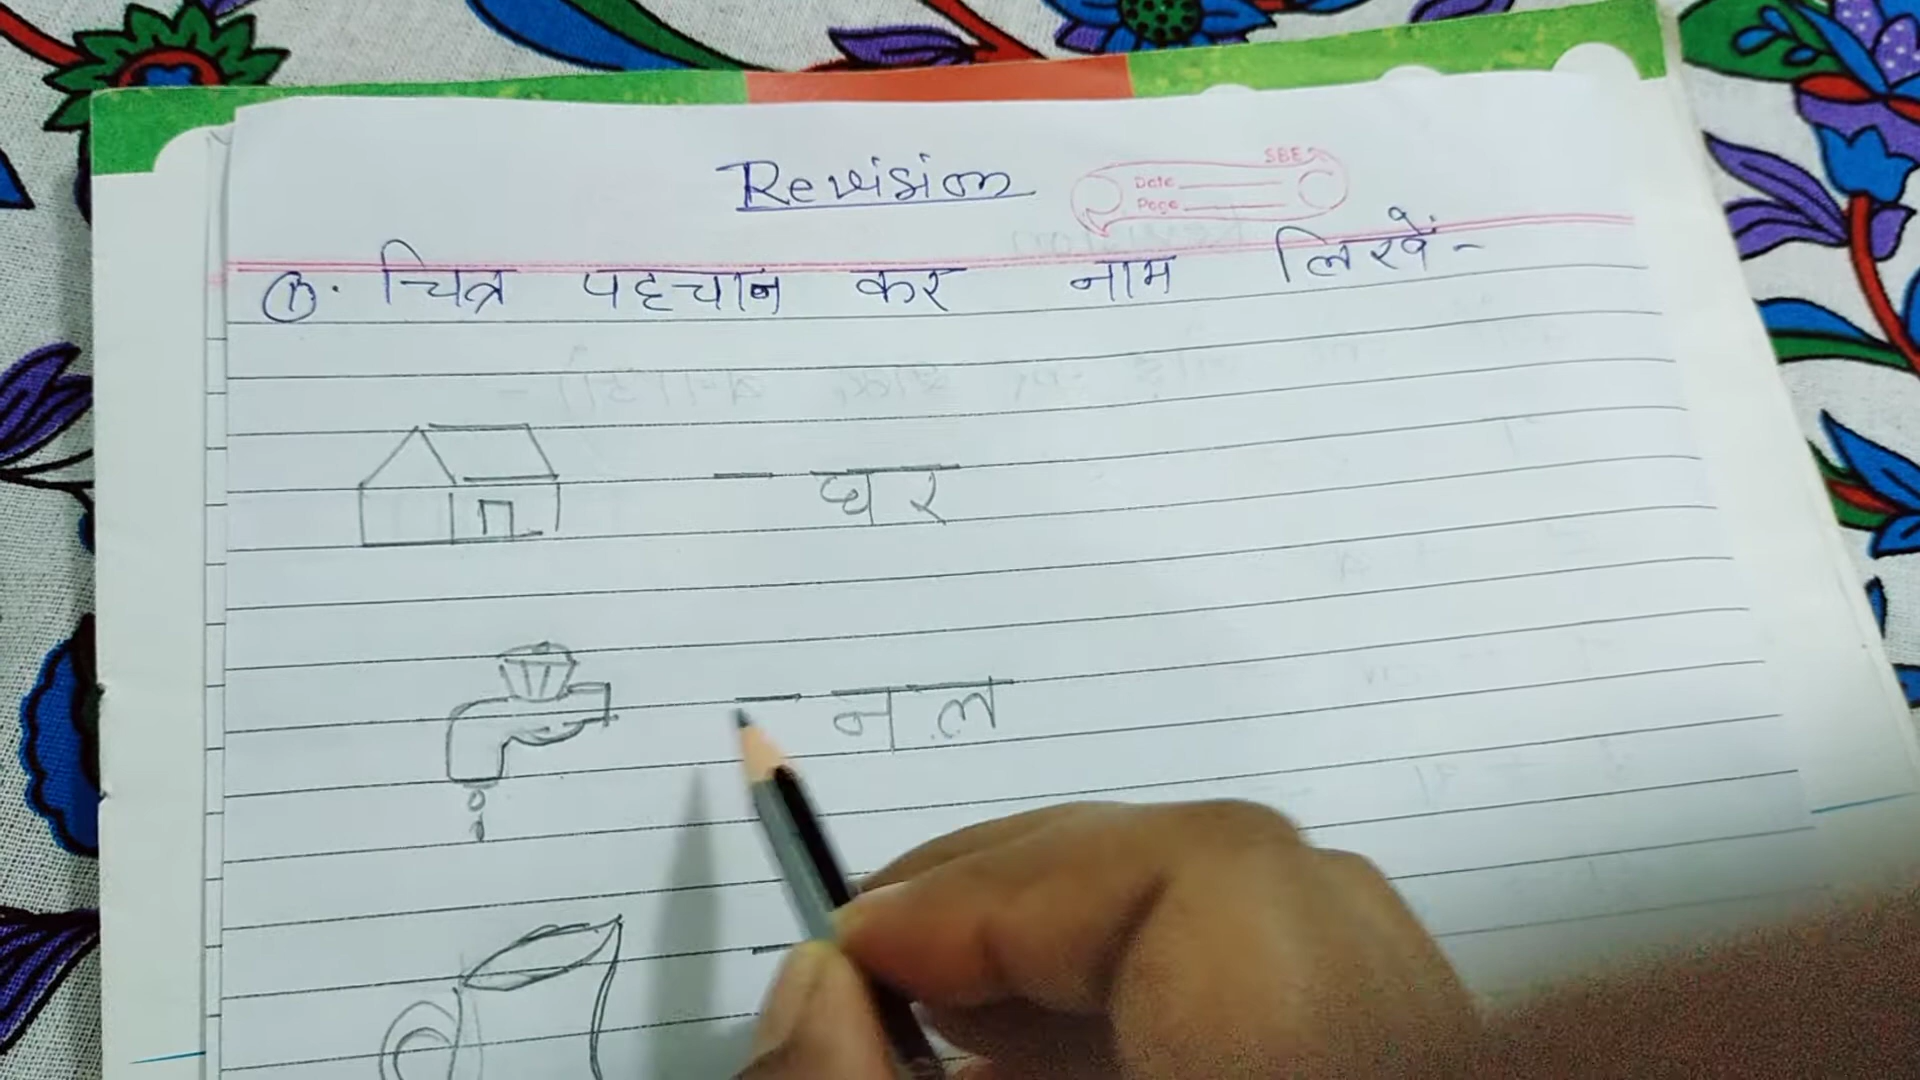 Revision
SBE
Date
Page
①. चित्र पहचान कर नाम लिखें -
- घर
- नल